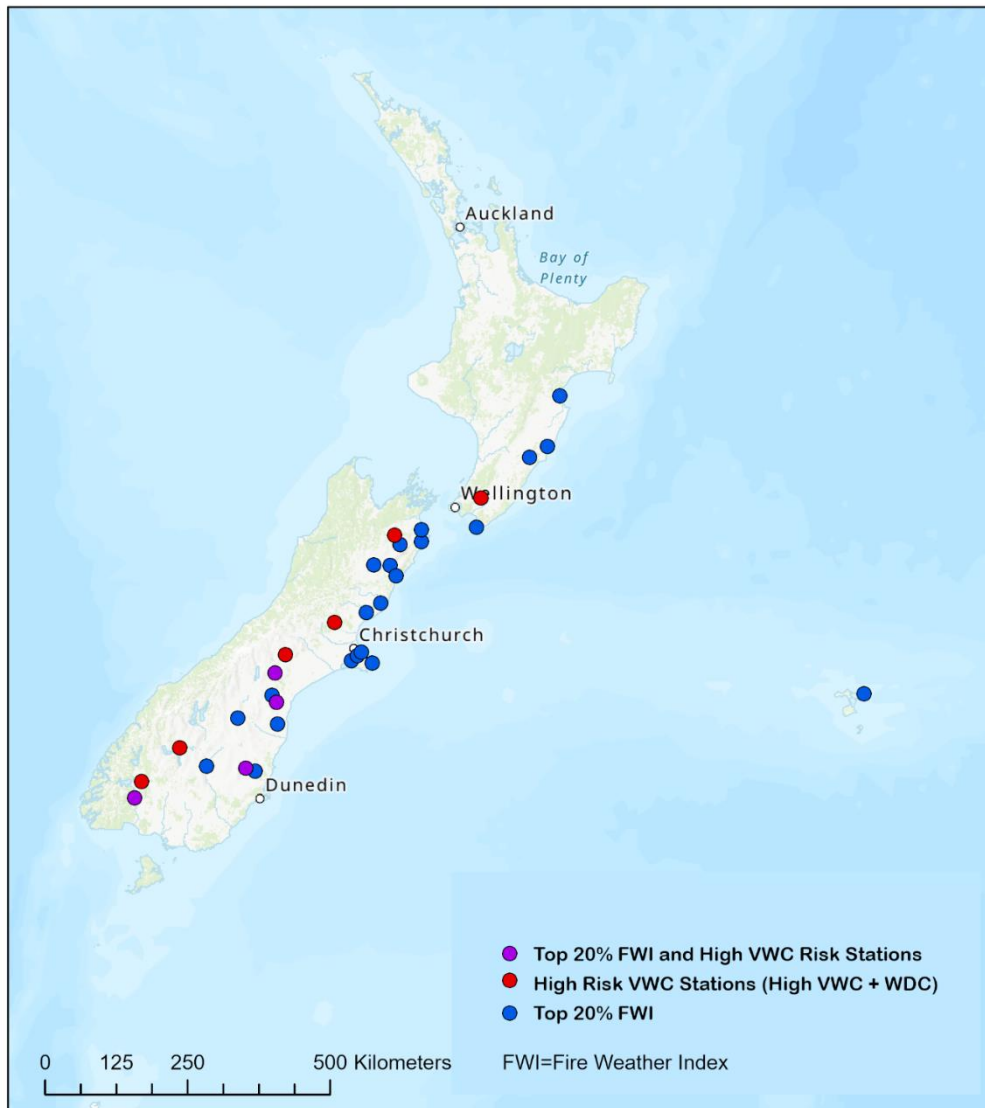 Auckland
Bay of
Plenty
Wellington
Christchurch
Dunedin
Top 20% FWI and High VWC Risk Stations
High Risk VWC Stations (High VWC + WDC)
Top 20% FWI
0 125 250 500 Kilometers
FWI=Fire Weather Index